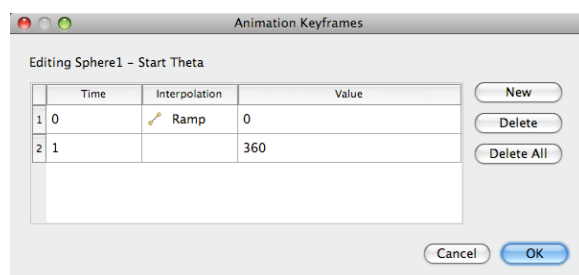 Animation Keyframes
Editing Sphere1 – Start Theta
Time Interpolation Value
1 0 Ramp 0
2 1 360
New
Delete
Delete All
Cancel OK